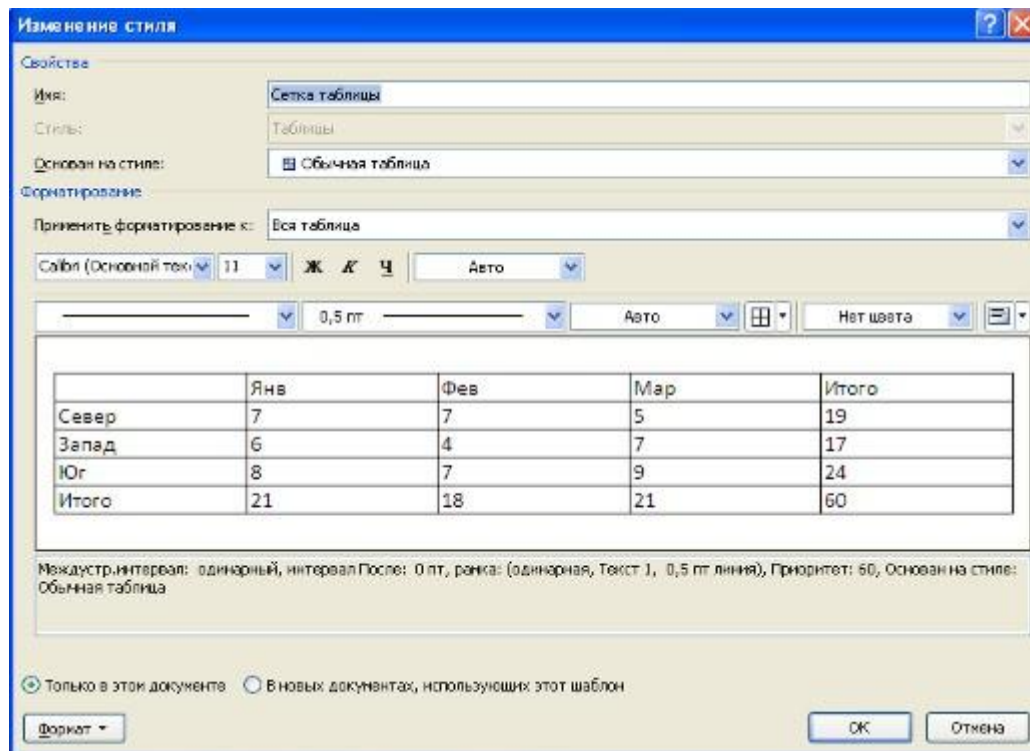 Изменение стиля
Свойства
Имя: Сетка таблицы
Стиль: Таблицы
Основан на стиле: Обычная таблица
Форматирование
Применить форматирование к: Вся таблица
Calibri (Основной тек 11 Ж К Ч Авто
0,5 пт Авто Нет цвета
Янв Фев Мар Итого
Север 7 7 5 19
Запад 6 4 7 17
Юг 8 7 9 24
Итого 21 18 21 60
Междустр.интервал: одинарный, интервал После: 0 пт, рамка: (одинарная, Текст 1, 0,5 пт линия), Приоритет: 60, Основан на стиле:
Обычная таблица
Только в этом документе В новых документах, использующих этот шаблон
Формат ОК Отмена